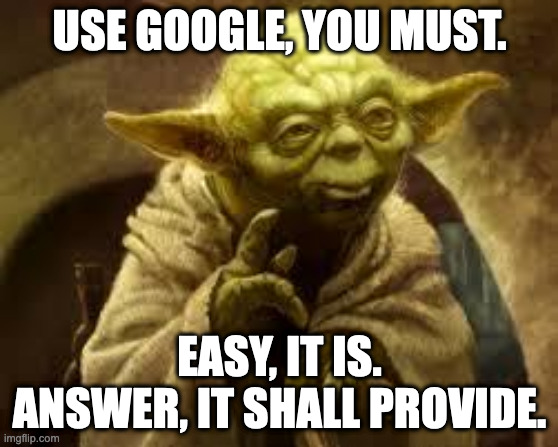 USE GOOGLE, YOU MUST.
EASY, IT IS.
ANSWER, IT SHALL PROVIDE.
imgflip.com